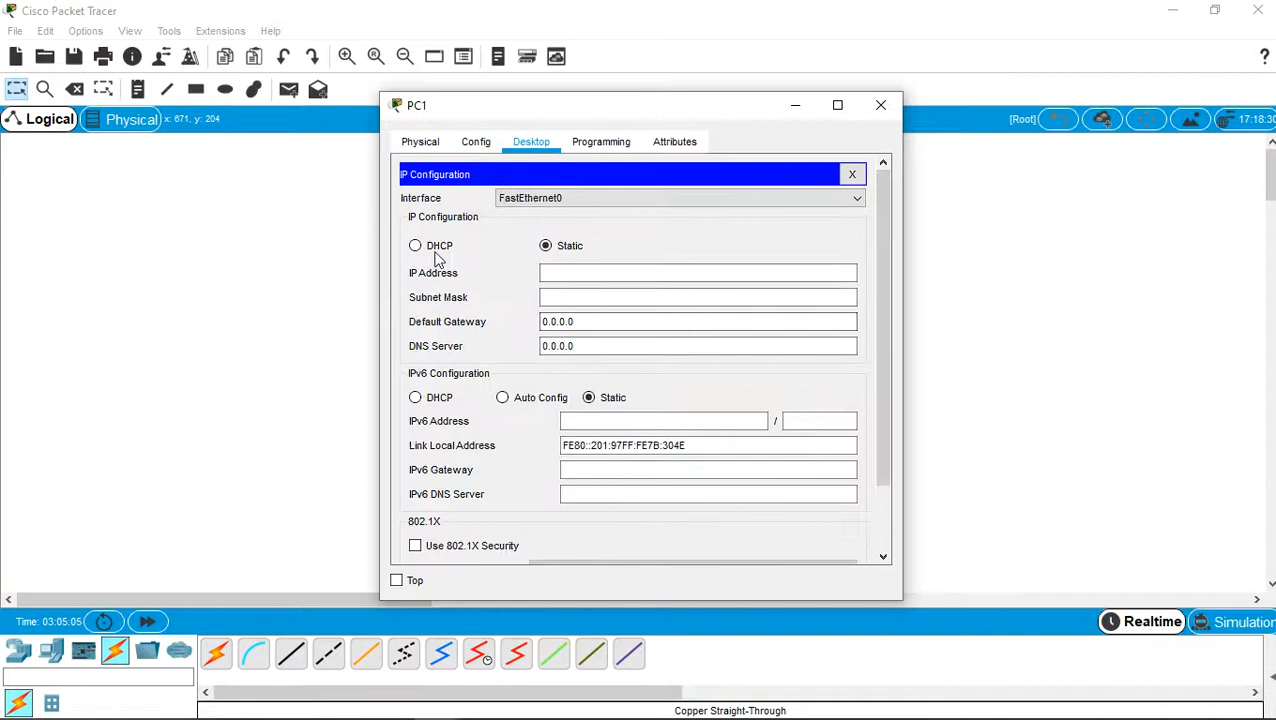 Cisco Packet Tracer
File Edit Options View Tools Extensions Help
?
Logical Physical x: 671, y: 204 [Root] 17:18:30
PC1
Physical Config Desktop Programming Attributes
IP Configuration X
Interface FastEthernet0
IP Configuration
DHCP Static
IP Address
Subnet Mask
Default Gateway 0.0.0.0
DNS Server 0.0.0.0
IPv6 Configuration
DHCP Auto Config Static
IPv6 Address /
Link Local Address FE80::201:97FF:FE7B:304E
IPv6 Gateway
IPv6 DNS Server
802.1X
Use 802.1X Security
Top
Time: 03:05:05 Realtime Simulation
Copper Straight-Through